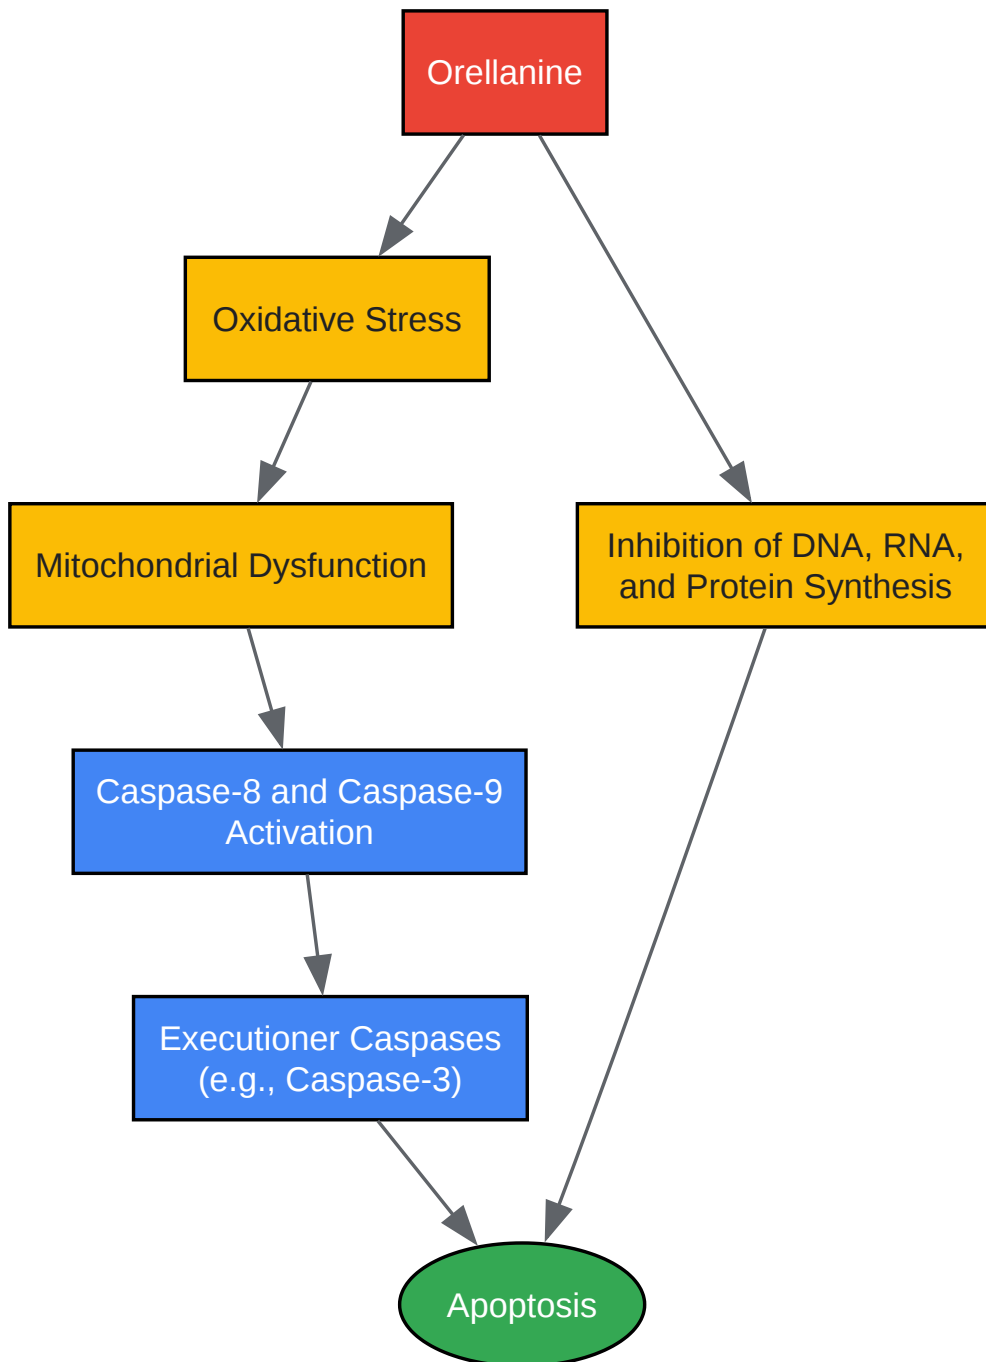 Orellanine
Oxidative Stress
Mitochondrial Dysfunction
Inhibition of DNA, RNA,
and Protein Synthesis
Caspase-8 and Caspase-9
Activation
Executioner Caspases
(e.g., Caspase-3)
Apoptosis